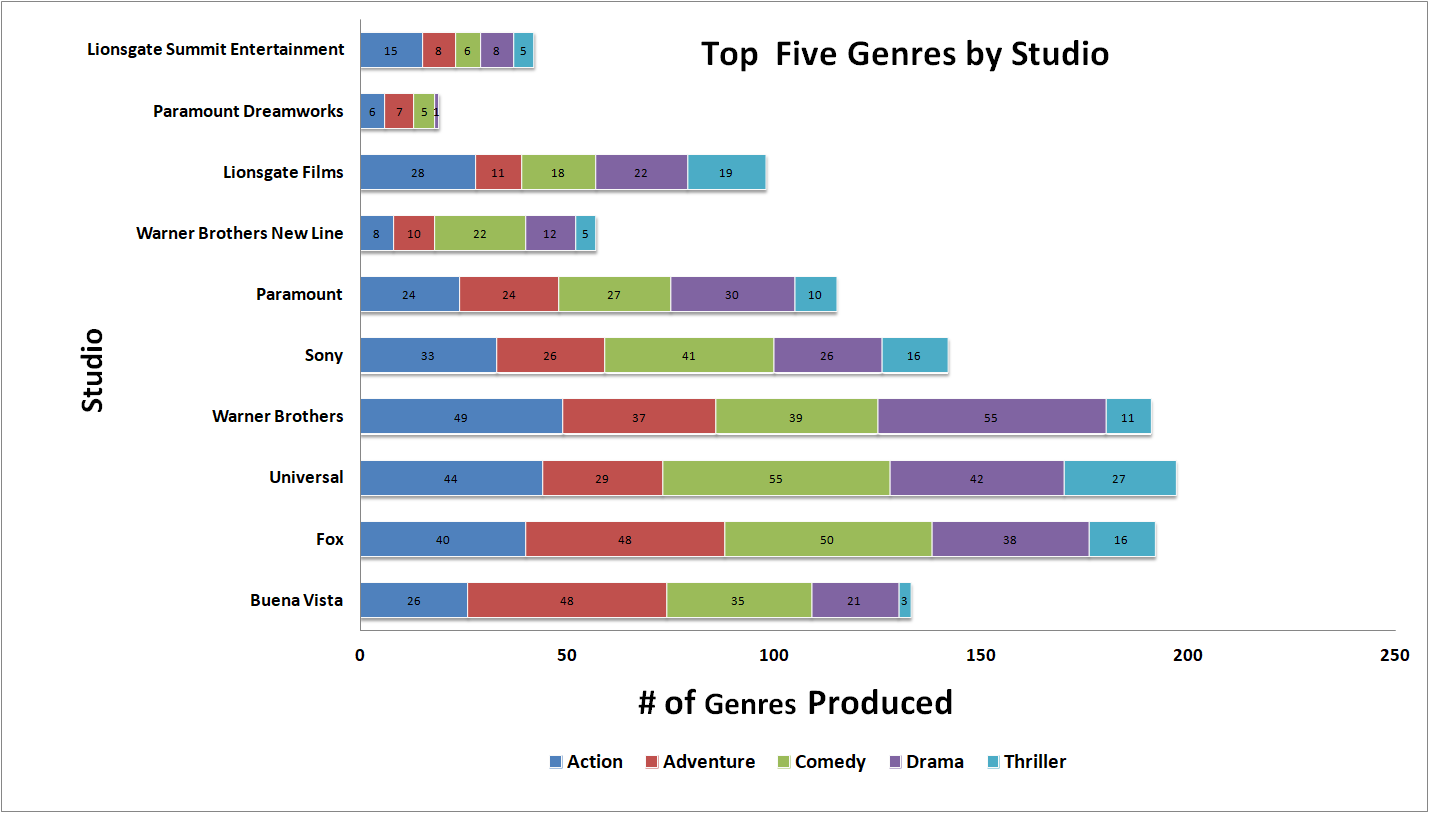 Top Five Genres by Studio
Lionsgate Summit Entertainment 15 8 6 8 5
Paramount Dreamworks 6 7 5 1
Lionsgate Films 28 11 18 22 19
Warner Brothers New Line 8 10 22 12 5
Paramount 24 24 27 30 10
Sony 33 26 41 26 16
Warner Brothers 49 37 39 55 11
Universal 44 29 55 42 27
Fox 40 48 50 38 16
Buena Vista 26 48 35 21 3
Studio
0 50 100 150 200 250
# of Genres Produced
Action Adventure Comedy Drama Thriller